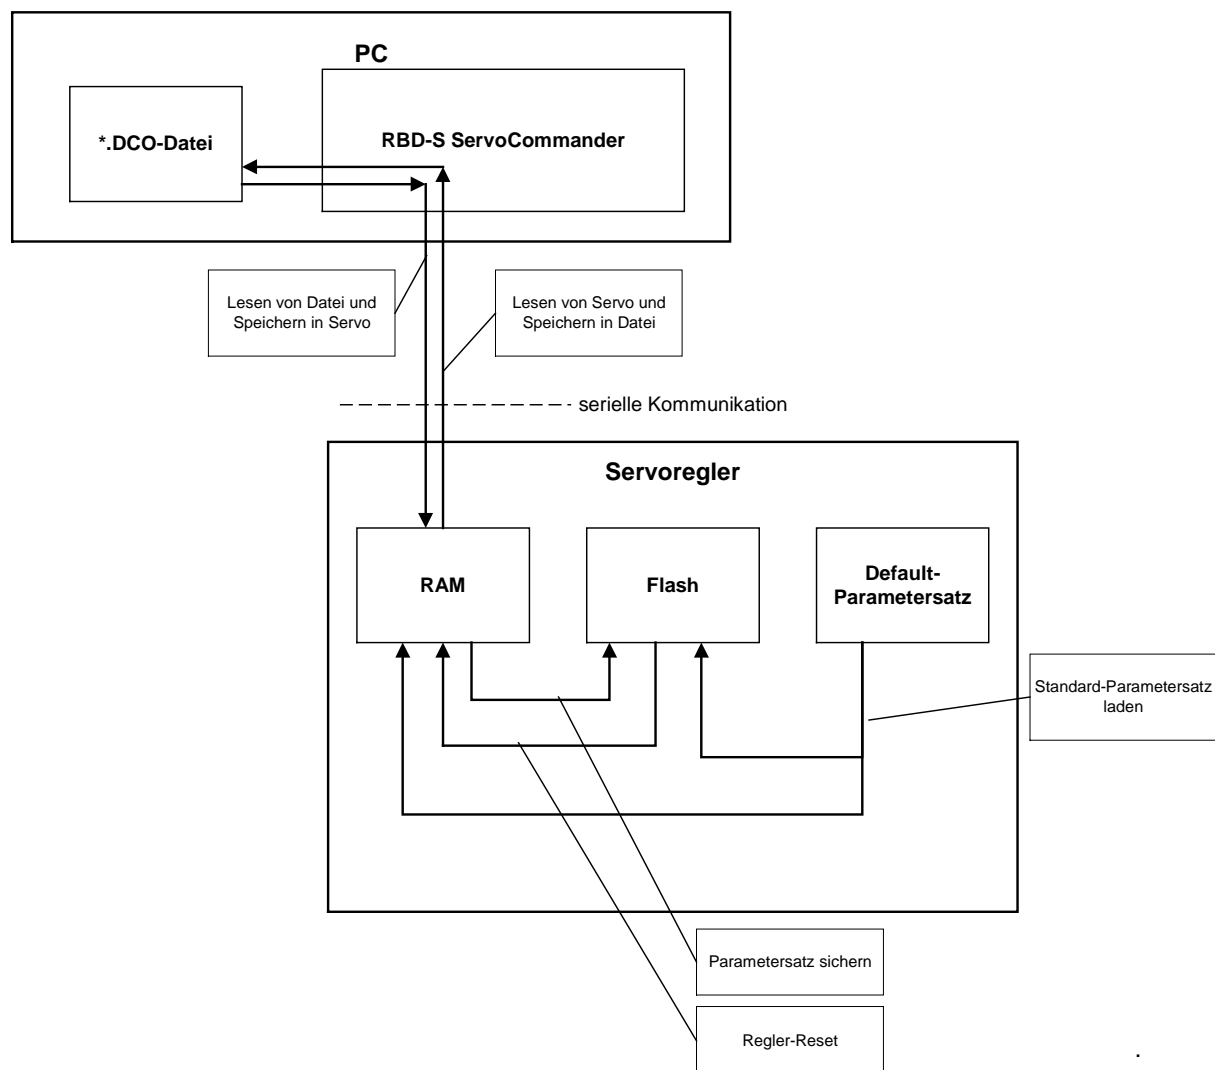 PC
*.DCO-Datei
RBD-S ServoCommander
Lesen von Datei und
Speichern in Servo
Lesen von Servo und
Speichern in Datei
serielle Kommunikation
Servoregler
RAM
Flash
Default-
Parametersatz
Standard-Parametersatz
laden
Parametersatz sichern
Regler-Reset
.